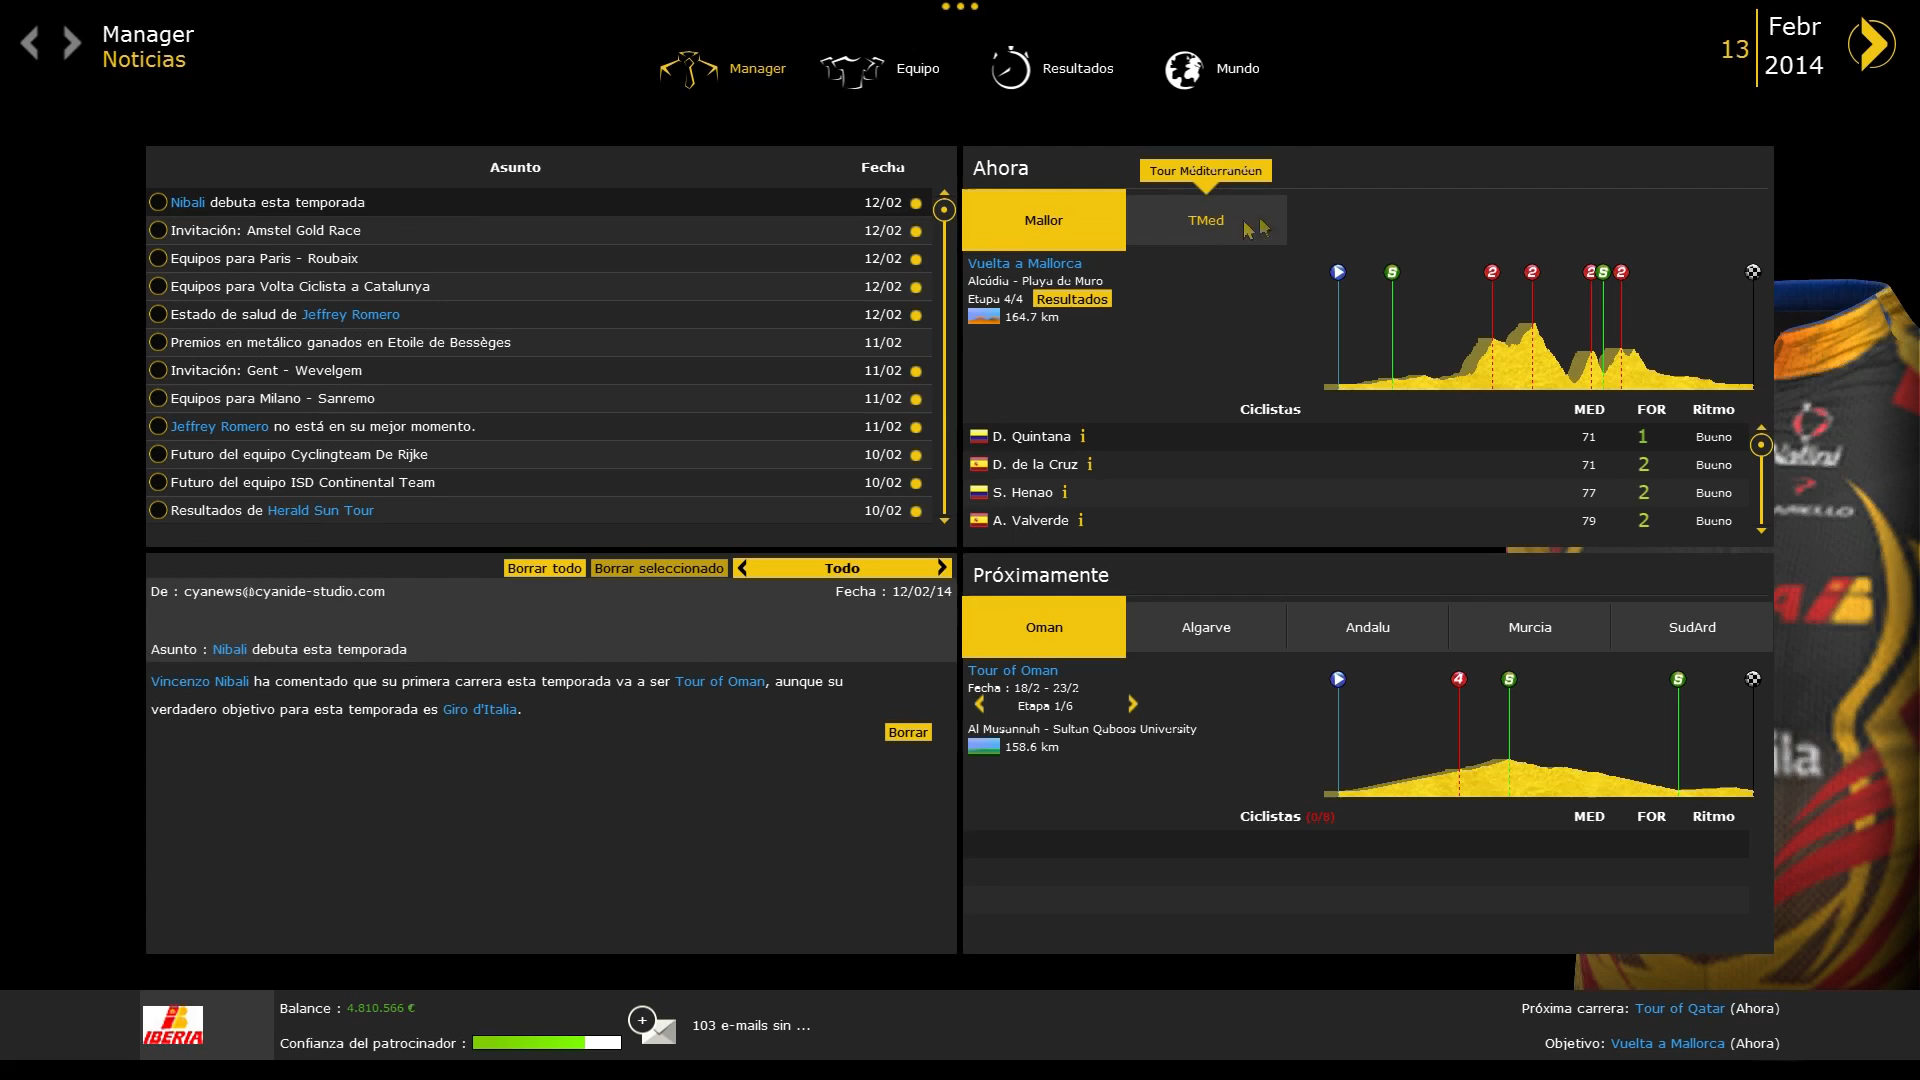 Manager
Noticias
Manager
Equipo
Resultados
Mundo
13
Febr
2014
Asunto Fecha
Nibali debuta esta temporada 12/02
Invitación: Amstel Gold Race 12/02
Equipos para Paris - Roubaix 12/02
Equipos para Volta Ciclista a Catalunya 12/02
Estado de salud de Jeffrey Romero 12/02
Premios en metálico ganados en Etoile de Bessèges 11/02
Invitación: Gent - Wevelgem 11/02
Equipos para Milano - Sanremo 11/02
Jeffrey Romero no está en su mejor momento. 11/02
Futuro del equipo Cyclingteam De Rijke 10/02
Futuro del equipo ISD Continental Team 10/02
Resultados de Herald Sun Tour 10/02
Borrar todo
Borrar seleccionado
Todo
De : cyanews@cyanide-studio.com Fecha : 12/02/14
Asunto : Nibali debuta esta temporada
Vincenzo Nibali ha comentado que su primera carrera esta temporada va a ser Tour of Oman, aunque su
verdadero objetivo para esta temporada es Giro d'Italia.
Borrar
Ahora
Tour Méditerranéen
Mallor
TMed
Vuelta a Mallorca
Alcúdia - Playa de Muro
Etapa 4/4 Resultados
164.7 km
S 2 2 2 S 2
Ciclistas MED FOR Ritmo
D. Quintana i 71 1 Bueno
D. de la Cruz i 71 2 Bueno
S. Henao i 77 2 Bueno
A. Valverde i 79 2 Bueno
Próximamente
Oman
Algarve
Andalu
Murcia
SudArd
Tour of Oman
Fecha : 18/2 - 23/2
Etapa 1/6
Al Musannah - Sultan Qaboos University
158.6 km
4 S S
Ciclistas (0/8) MED FOR Ritmo
IBERIA
Balance : 4.810.566 €
Confianza del patrocinador :
103 e-mails sin ...
Próxima carrera: Tour of Qatar (Ahora)
Objetivo: Vuelta a Mallorca (Ahora)